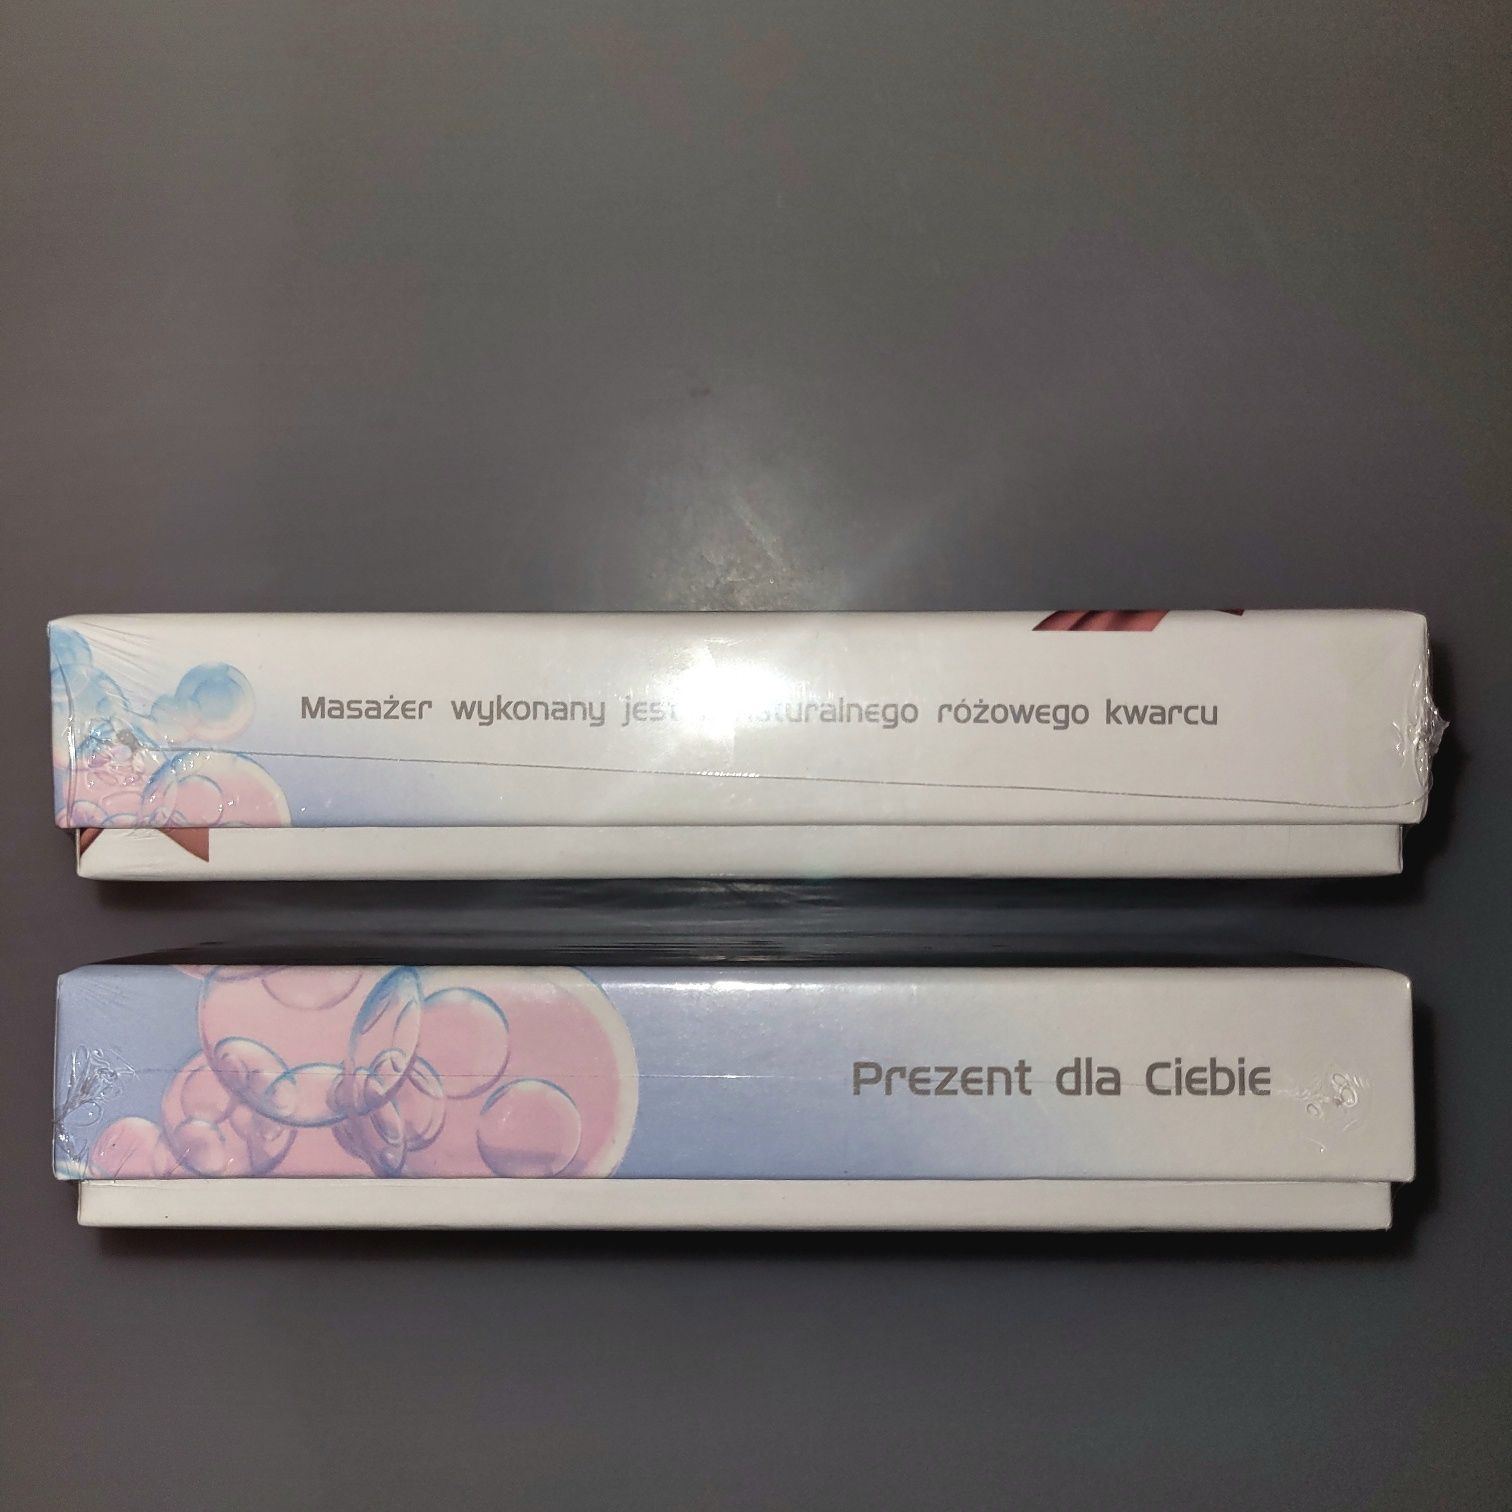 Masażer wykonany jest naturalnego różowego kwarcu
Prezent dla Ciebie